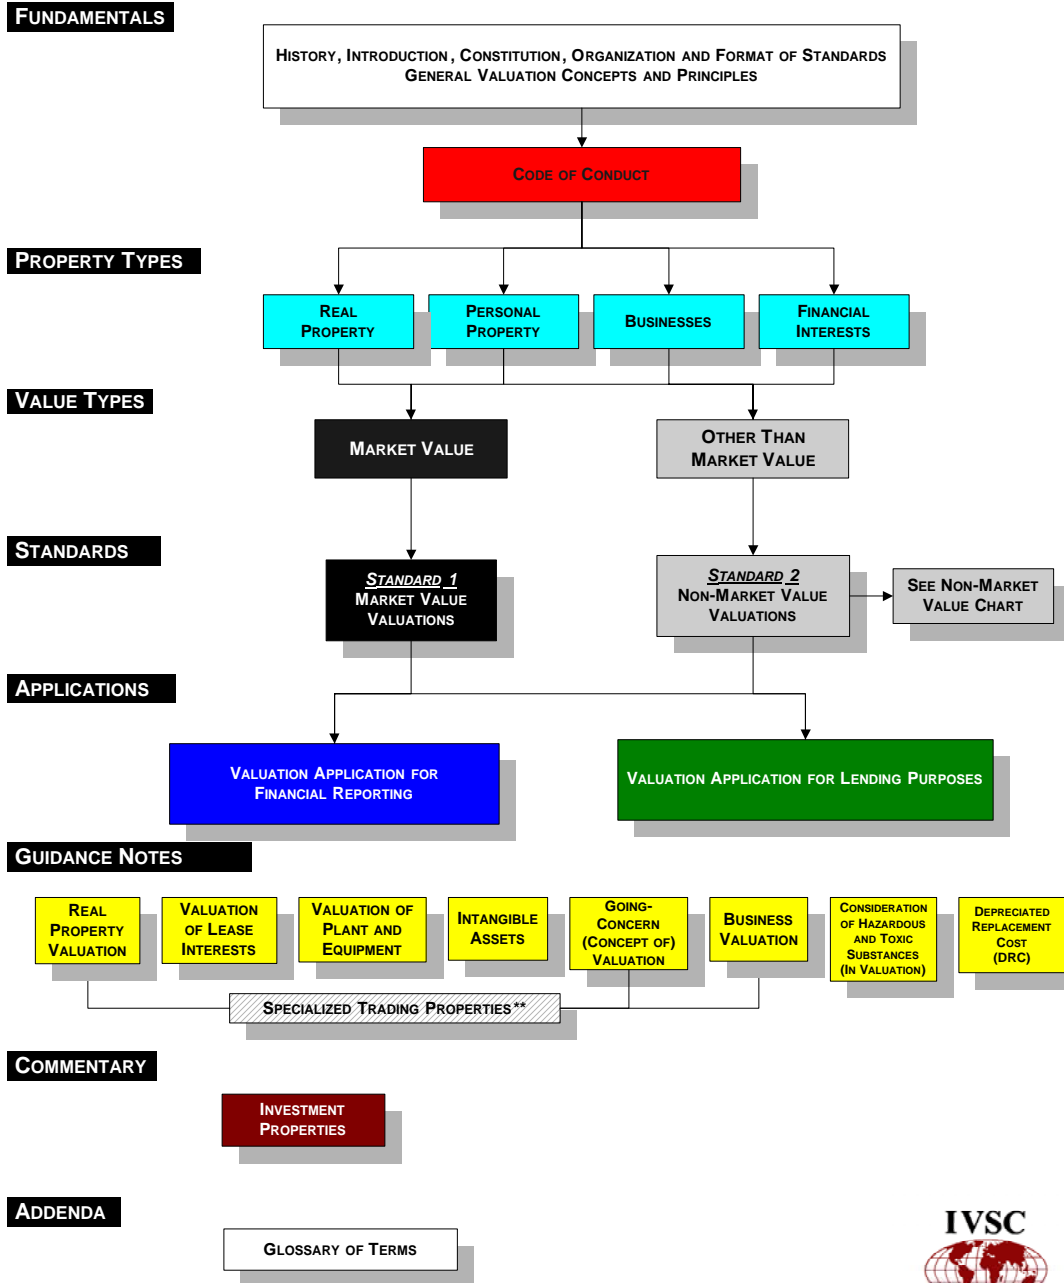 FUNDAMENTALS
HISTORY, INTRODUCTION, CONSTITUTION, ORGANIZATION AND FORMAT OF STANDARDS
GENERAL VALUATION CONCEPTS AND PRINCIPLES
CODE OF CONDUCT
PROPERTY TYPES
REAL
PROPERTY
PERSONAL
PROPERTY
BUSINESSES
FINANCIAL
INTERESTS
VALUE TYPES
MARKET VALUE
OTHER THAN
MARKET VALUE
STANDARDS
STANDARD 1
MARKET VALUE
VALUATIONS
STANDARD 2
NON-MARKET VALUE
VALUATIONS
SEE NON-MARKET
VALUE CHART
APPLICATIONS
VALUATION APPLICATION FOR
FINANCIAL REPORTING
VALUATION APPLICATION FOR LENDING PURPOSES
GUIDANCE NOTES
REAL
PROPERTY
VALUATION
VALUATION
OF LEASE
INTERESTS
VALUATION OF
PLANT AND
EQUIPMENT
INTANGIBLE
ASSETS
GOING-
CONCERN
(CONCEPT OF)
VALUATION
BUSINESS
VALUATION
CONSIDERATION
OF HAZARDOUS
AND TOXIC
SUBSTANCES
(IN VALUATION)
DEPRECIATED
REPLACEMENT
COST
(DRC)
SPECIALIZED TRADING PROPERTIES**
COMMENTARY
INVESTMENT
PROPERTIES
ADDENDA
GLOSSARY OF TERMS
IVSC